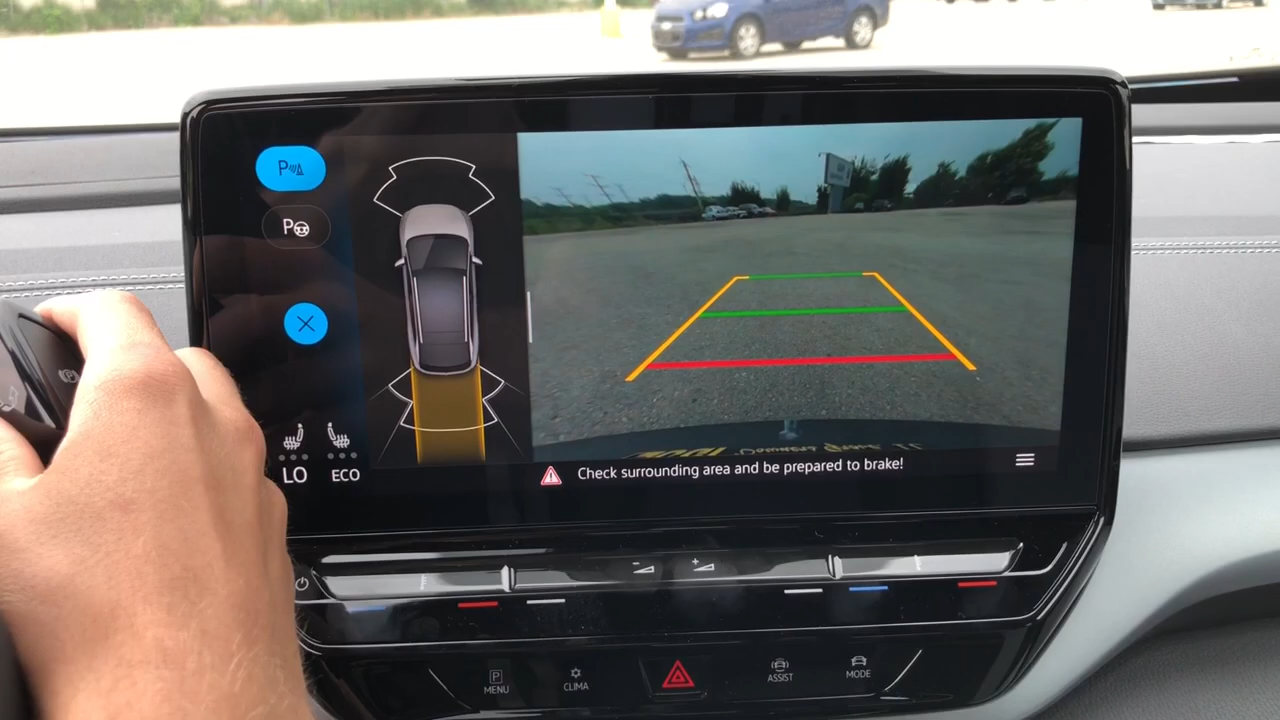 P
P
LO
ECO
Check surrounding area and be prepared to brake!
P
MENU
CLIMA
ASSIST
MODE